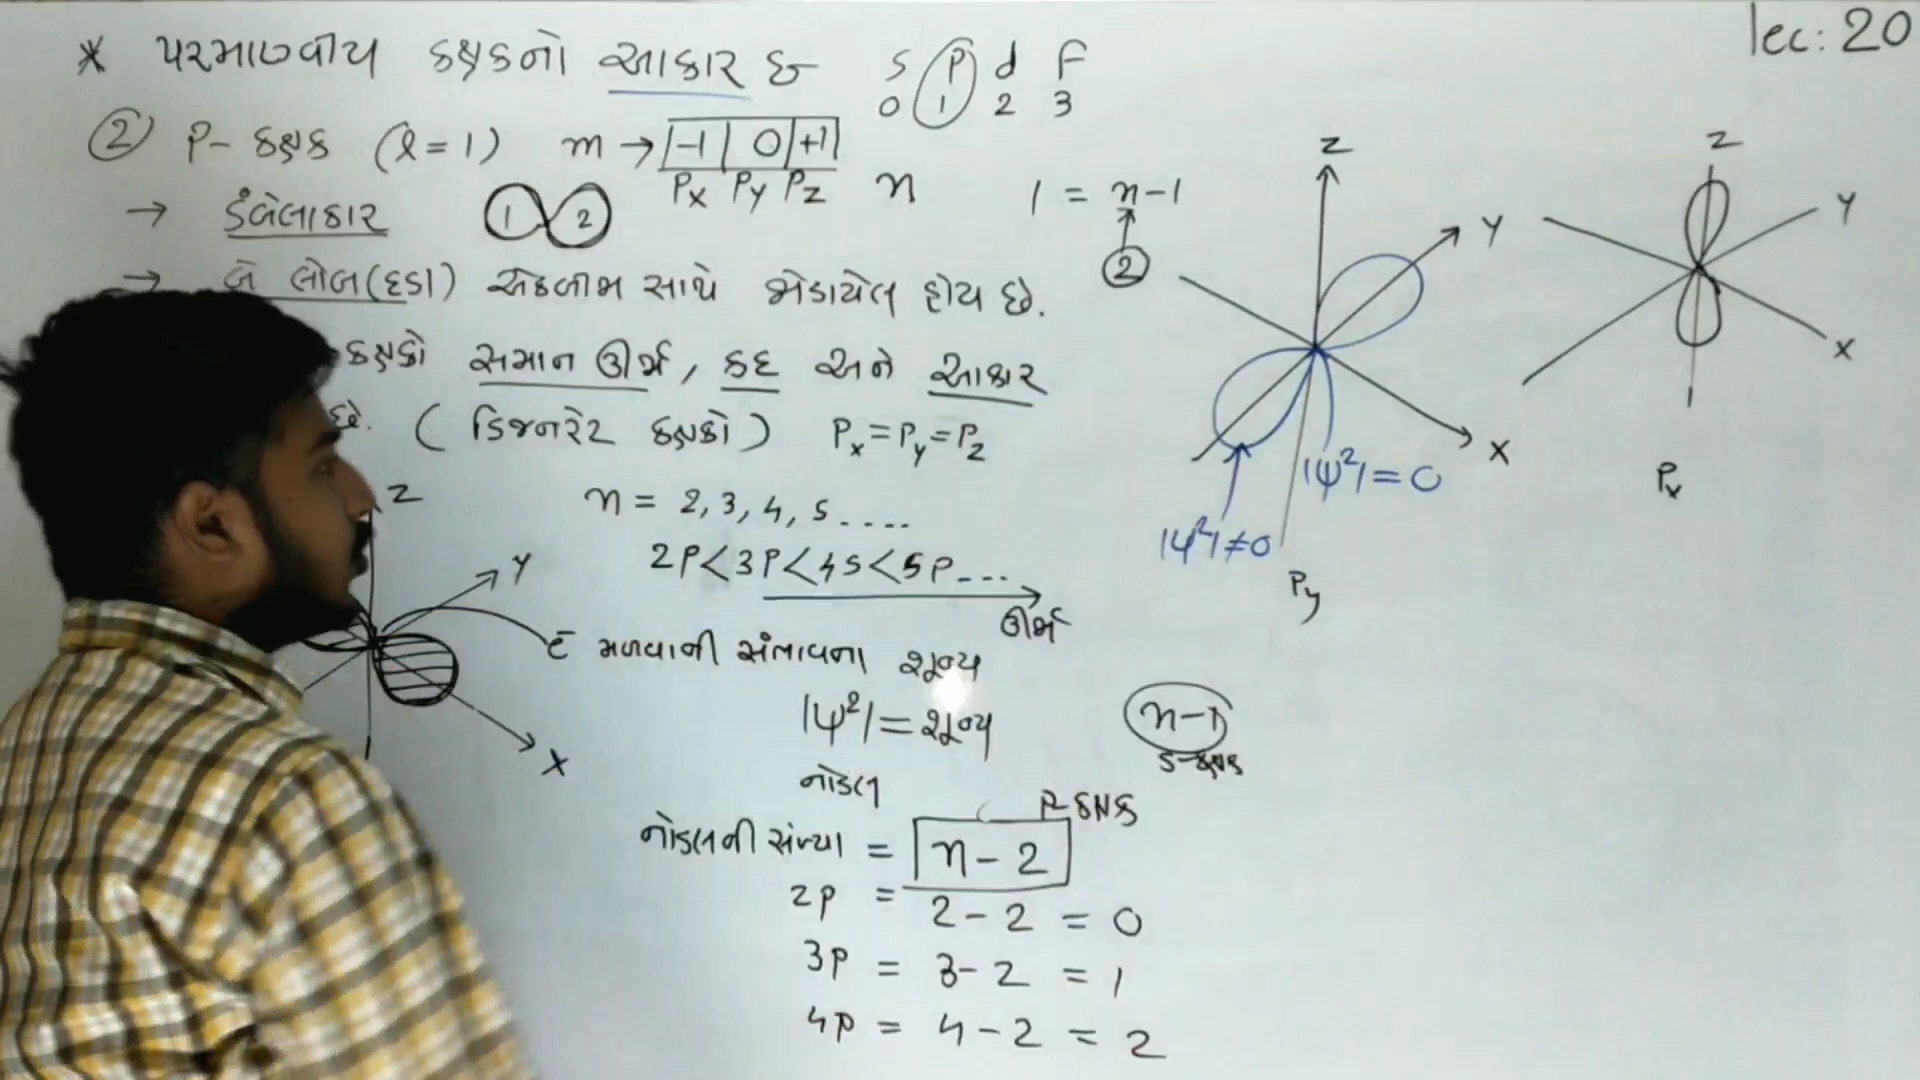 lec: 20
* પરમાણ્વીય કક્ષકનો આકાર :-
s p d f
0 1 2 3
② P- કક્ષક (l = 1) m → -1 0 +1
Px Py Pz
n
1 = n-1
②
→ ડંબેલાકાર 1 2
→ બે લોબ (દડા) એકબીજા સાથે જોડાયેલ હોય છે.
કક્ષકો સમાન ઊર્જા, કદ અને આકાર
છે. (ડિજનરેટ કક્ષકો) Px = Py = Pz
n = 2, 3, 4, 5 ....
2P < 3P < 4S < 5P ---
ઊર્જા
Z
Y
X
ē મળવાની સંભાવના શૂન્ય
|ψ²| = શૂન્ય
નોડલ
n-1
s-કક્ષક
P-કક્ષક
નોડલની સંખ્યા = n - 2
2P = 2 - 2 = 0
3P = 3 - 2 = 1
4P = 4 - 2 = 2
Z
Y
X
|ψ²| = 0
|ψ²| ≠ 0
Py
Z
Y
X
Px